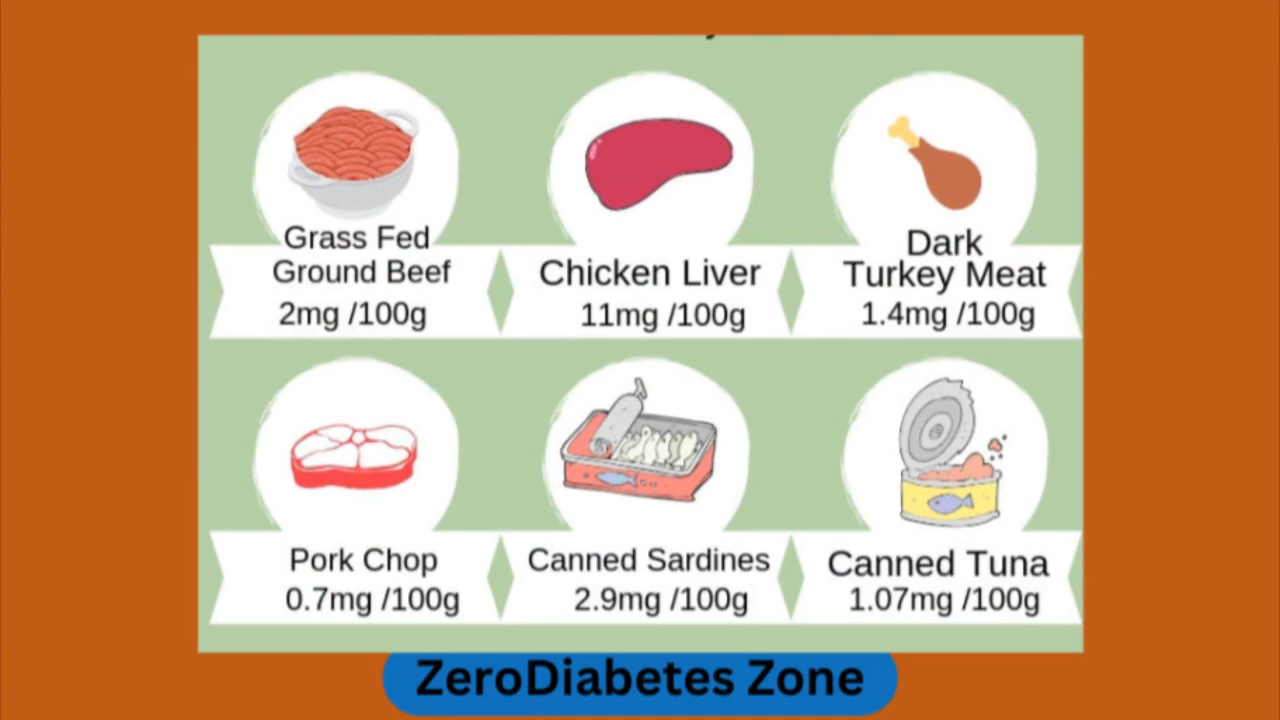 Grass Fed
Ground Beef
2mg /100g
Chicken Liver
11mg /100g
Dark
Turkey Meat
1.4mg /100g
Pork Chop
0.7mg /100g
Canned Sardines
2.9mg /100g
Canned Tuna
1.07mg /100g
ZeroDiabetes Zone